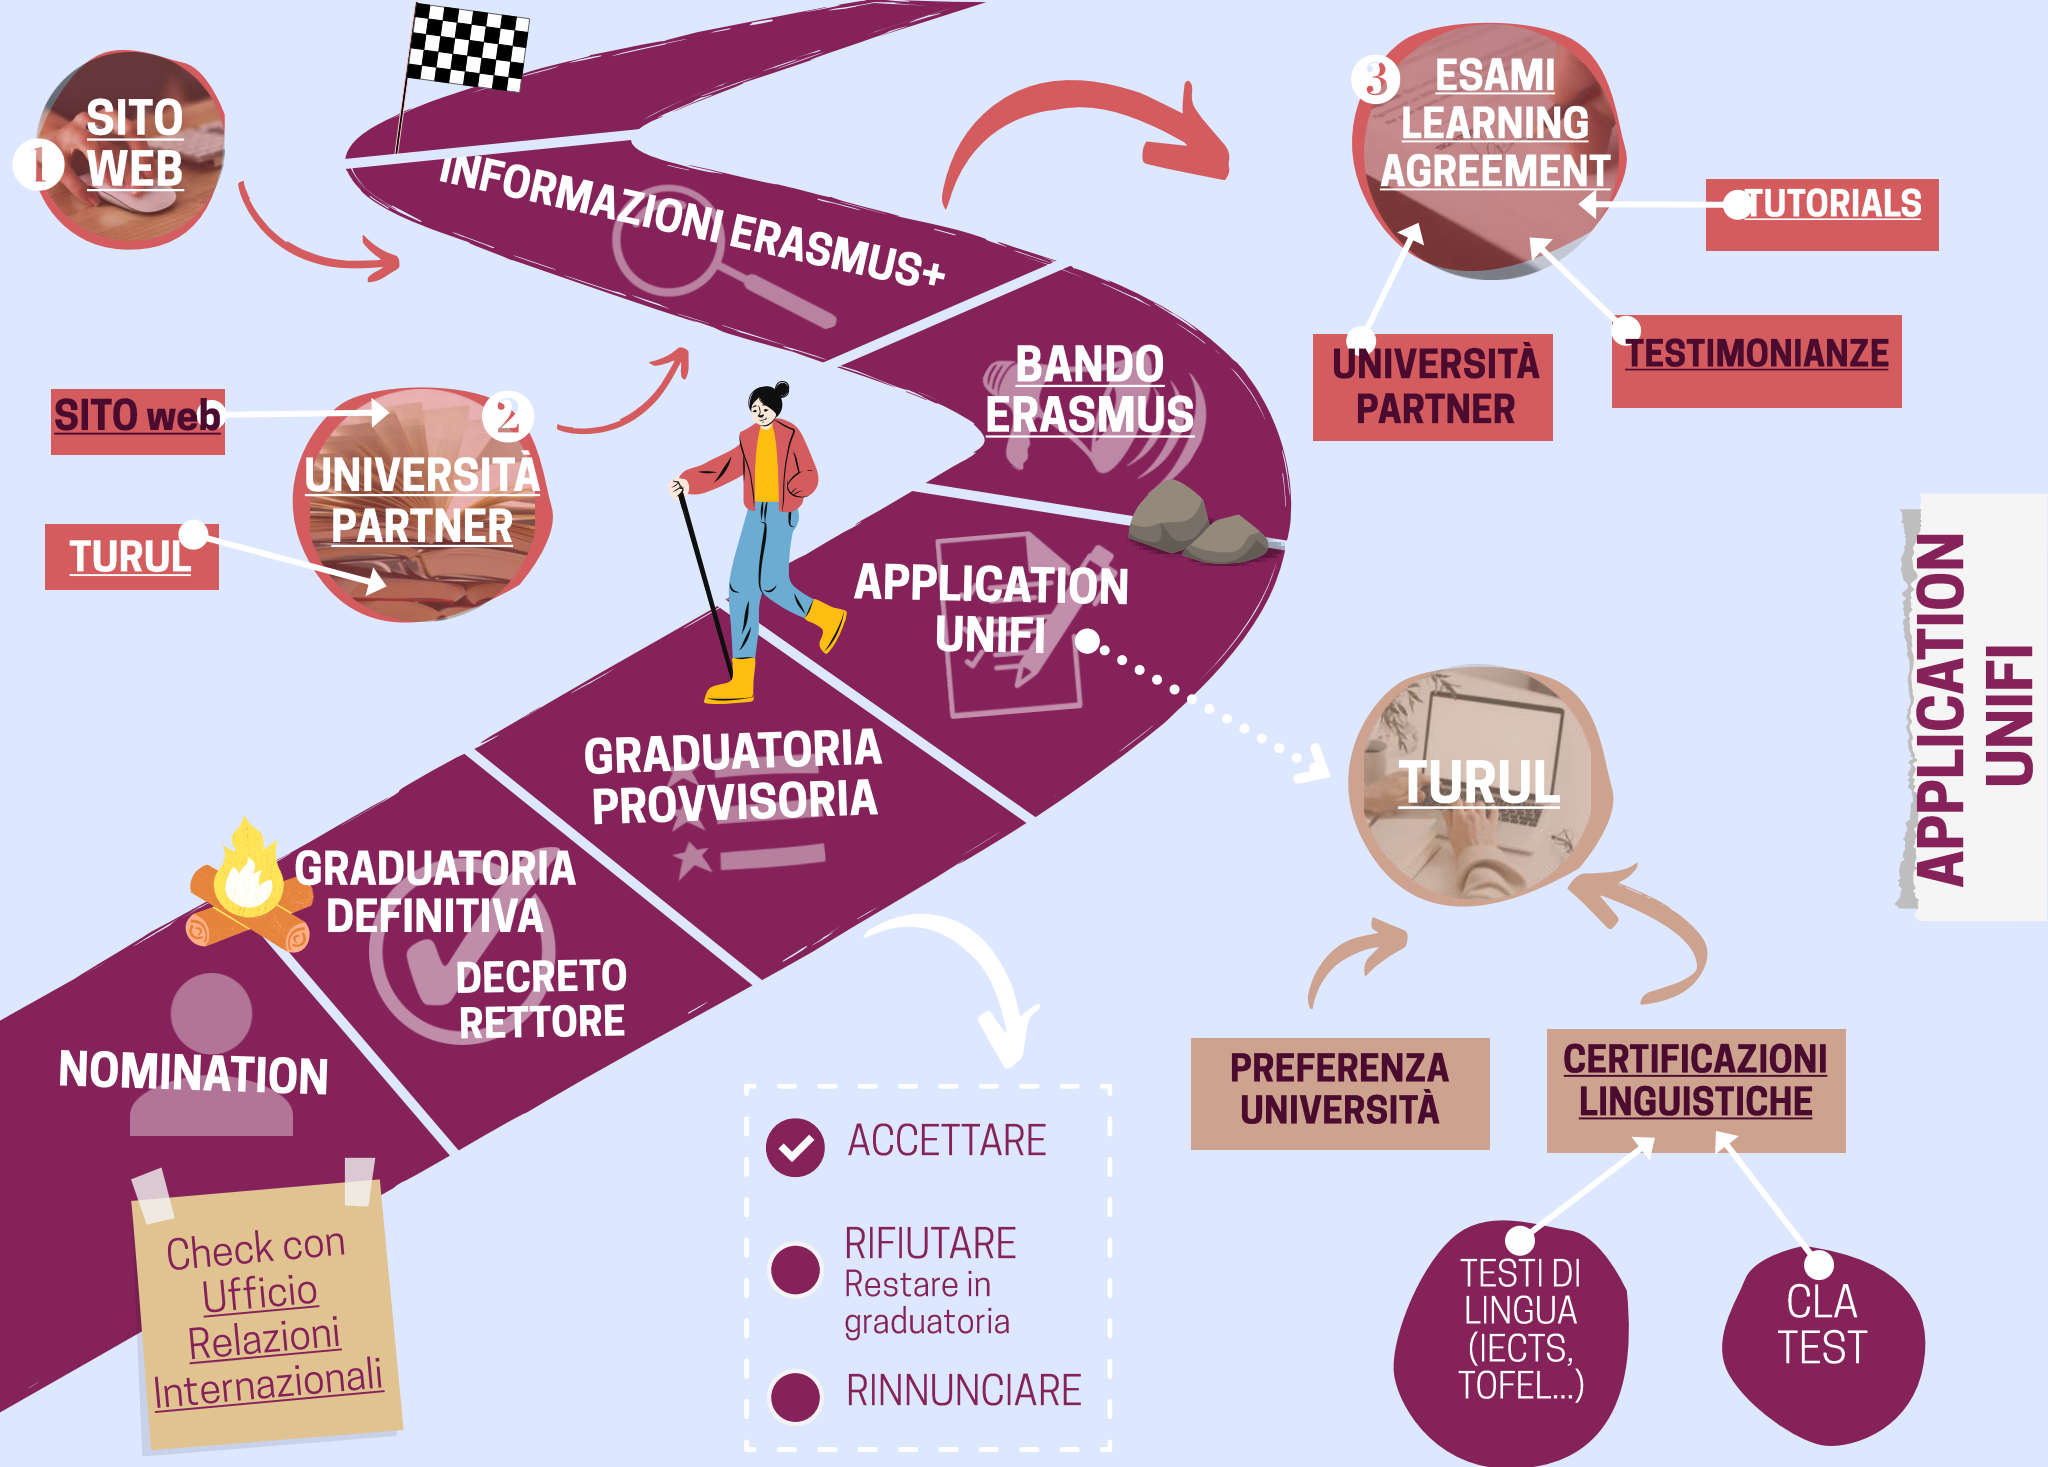 1
SITO
WEB
INFORMAZIONI ERASMUS+
3
ESAMI
LEARNING
AGREEMENT
TUTORIALS
UNIVERSITÀ
PARTNER
TESTIMONIANZE
SITO web
2
UNIVERSITÀ
PARTNER
TURUL
BANDO
ERASMUS
APPLICATION
UNIFI
APPLICATION
UNIFI
TURUL
GRADUATORIA
PROVVISORIA
GRADUATORIA
DEFINITIVA
DECRETO
RETTORE
NOMINATION
PREFERENZA
UNIVERSITÀ
CERTIFICAZIONI
LINGUISTICHE
TESTI DI
LINGUA
(IECTS,
TOFEL...)
CLA
TEST
ACCETTARE
RIFIUTARE
Restare in
graduatoria
RINNUNCIARE
Check con
Ufficio
Relazioni
Internazionali